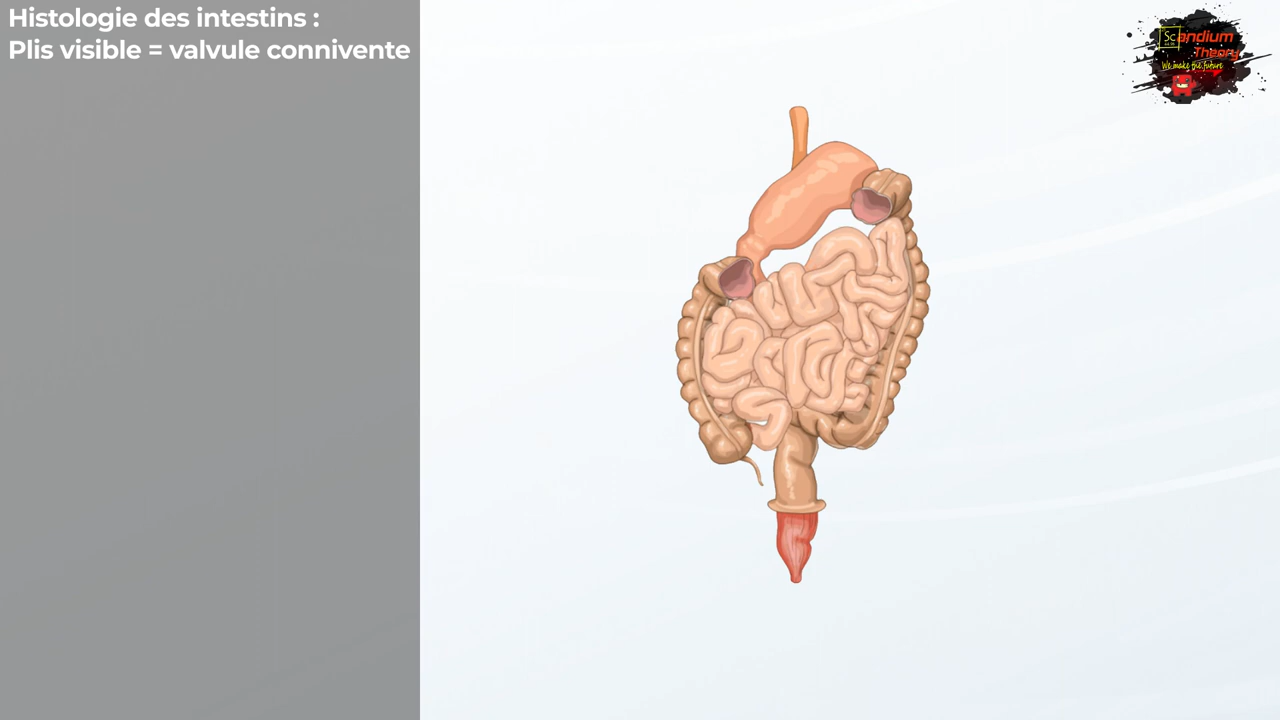 Histologie des intestins :
Plis visible = valvule connivente
Scandium
Theory
We make the future